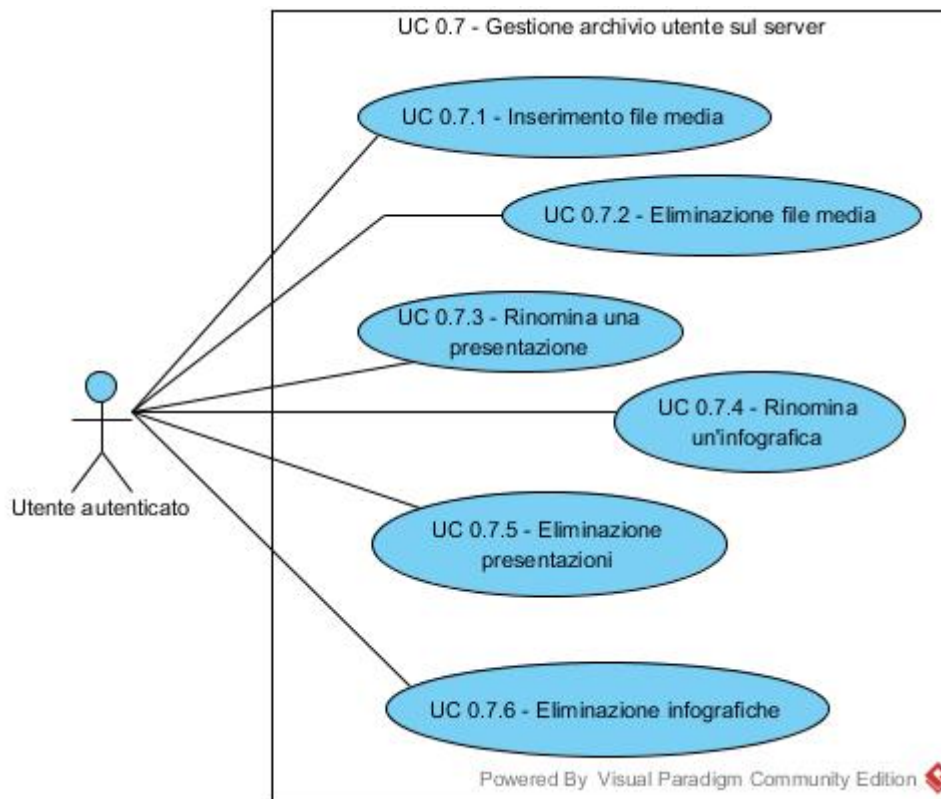 UC 0.7 - Gestione archivio utente sul server
UC 0.7.1 - Inserimento file media
UC 0.7.2 - Eliminazione file media
UC 0.7.3 - Rinomina una
presentazione
UC 0.7.4 - Rinomina
un'infografica
Utente autenticato
UC 0.7.5 - Eliminazione
presentazioni
UC 0.7.6 - Eliminazione infografiche
Powered By Visual Paradigm Community Edition